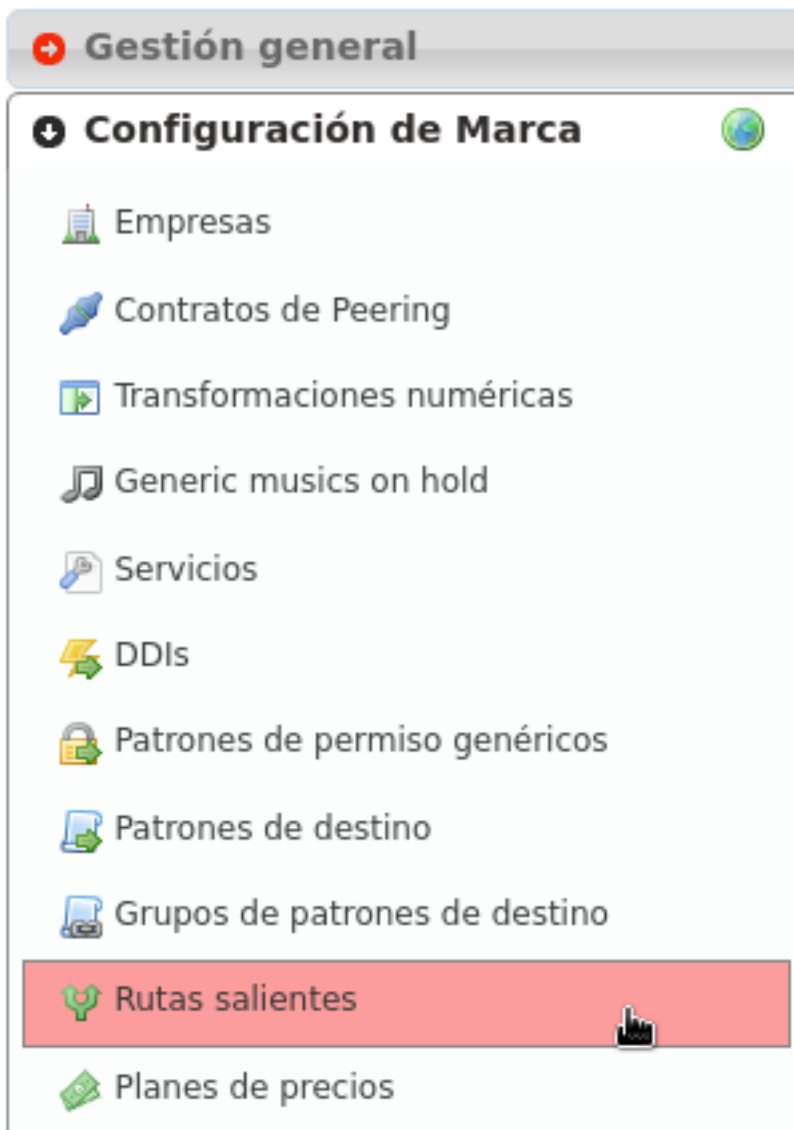 Gestión general
Configuración de Marca
Empresas
Contratos de Peering
Transformaciones numéricas
Generic musics on hold
Servicios
DDIs
Patrones de permiso genéricos
Patrones de destino
Grupos de patrones de destino
Rutas salientes
Planes de precios